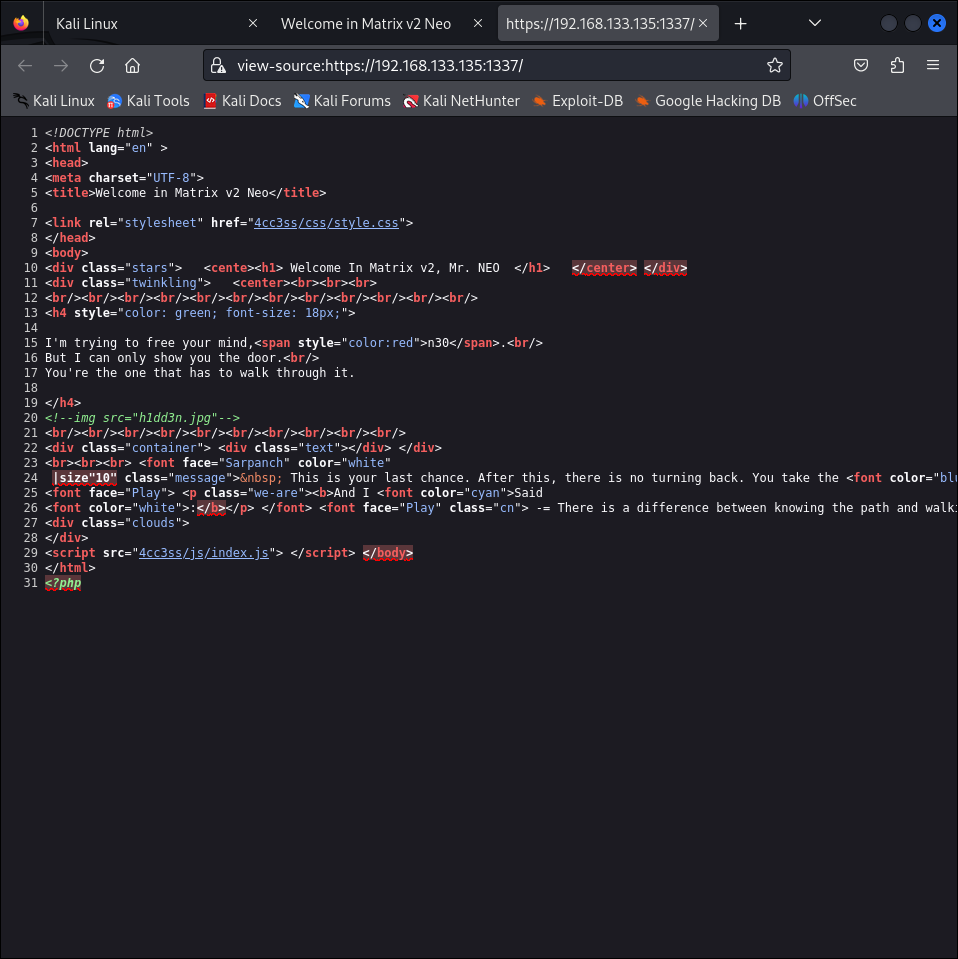 Kali Linux
Welcome in Matrix v2 Neo
https://192.168.133.135:1337/
view-source:https://192.168.133.135:1337/
Kali Linux Kali Tools Kali Docs Kali Forums Kali NetHunter Exploit-DB Google Hacking DB OffSec
1 <!DOCTYPE html>
2 <html lang="en" >
3 <head>
4 <meta charset="UTF-8">
5 <title>Welcome in Matrix v2 Neo</title>
6
7 <link rel="stylesheet" href="4cc3ss/css/style.css">
8 </head>
9 <body>
10 <div class="stars">   <cente><h1> Welcome In Matrix v2, Mr. NEO  </h1>   </center> </div>
11 <div class="twinkling">   <center><br><br><br>
12 <br/><br/><br/><br/><br/><br/><br/><br/><br/><br/><br/><br/>
13 <h4 style="color: green; font-size: 18px;">
14
15 I'm trying to free your mind,<span style="color:red">n30</span>.<br/>
16 But I can only show you the door.<br/>
17 You're the one that has to walk through it.
18
19 </h4>
20 <!--img src="h1dd3n.jpg"-->
21 <br/><br/><br/><br/><br/><br/><br/><br/><br/><br/>
22 <div class="container"> <div class="text"></div> </div>
23 <br><br><br> <font face="Sarpanch" color="white"
24  |size"10" class="message">&nbsp; This is your last chance. After this, there is no turning back. You take the <font color="blu
25 <font face="Play"> <p class="we-are"><b>And I <font color="cyan">Said
26 <font color="white">:</b></p> </font> <font face="Play" class="cn"> -= There is a difference between knowing the path and walki
27 <div class="clouds">
28 </div>
29 <script src="4cc3ss/js/index.js"> </script> </body>
30 </html>
31 <?php